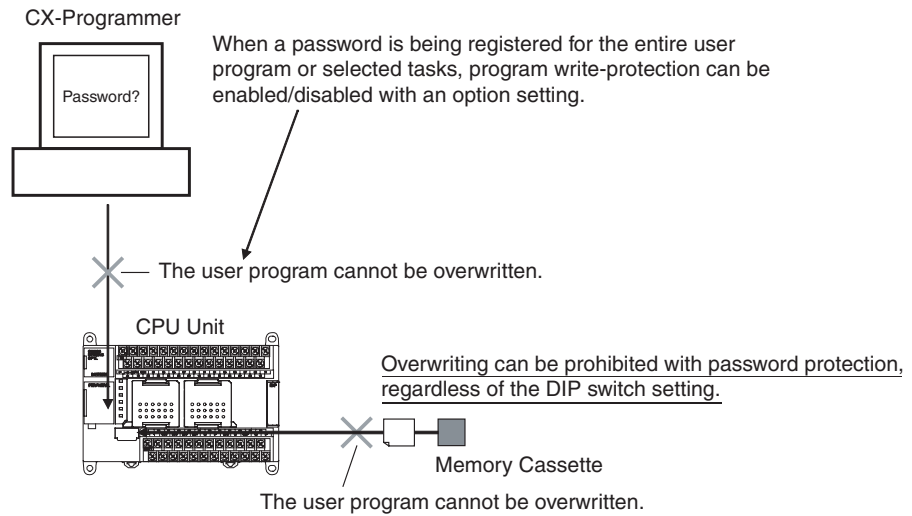 CX-Programmer
When a password is being registered for the entire user
program or selected tasks, program write-protection can be
enabled/disabled with an option setting.
Password?
The user program cannot be overwritten.
CPU Unit
Overwriting can be prohibited with password protection,
regardless of the DIP switch setting.
Memory Cassette
The user program cannot be overwritten.